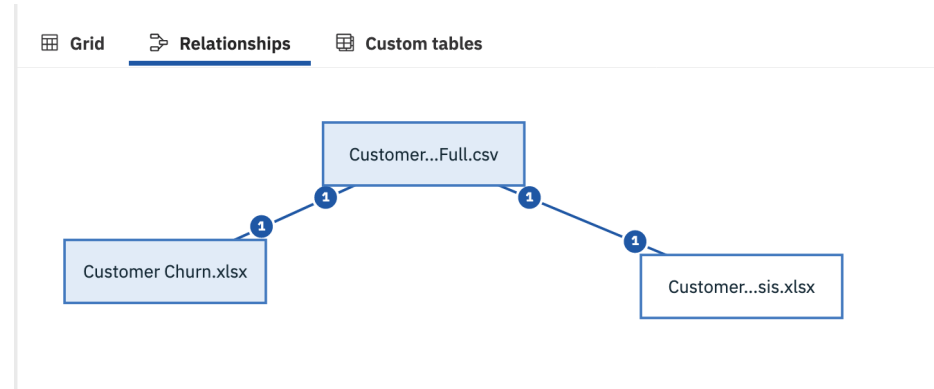 Grid Relationships Custom tables
Customer...Full.csv
1 1
1 1
Customer Churn.xlsx
Customer...sis.xlsx